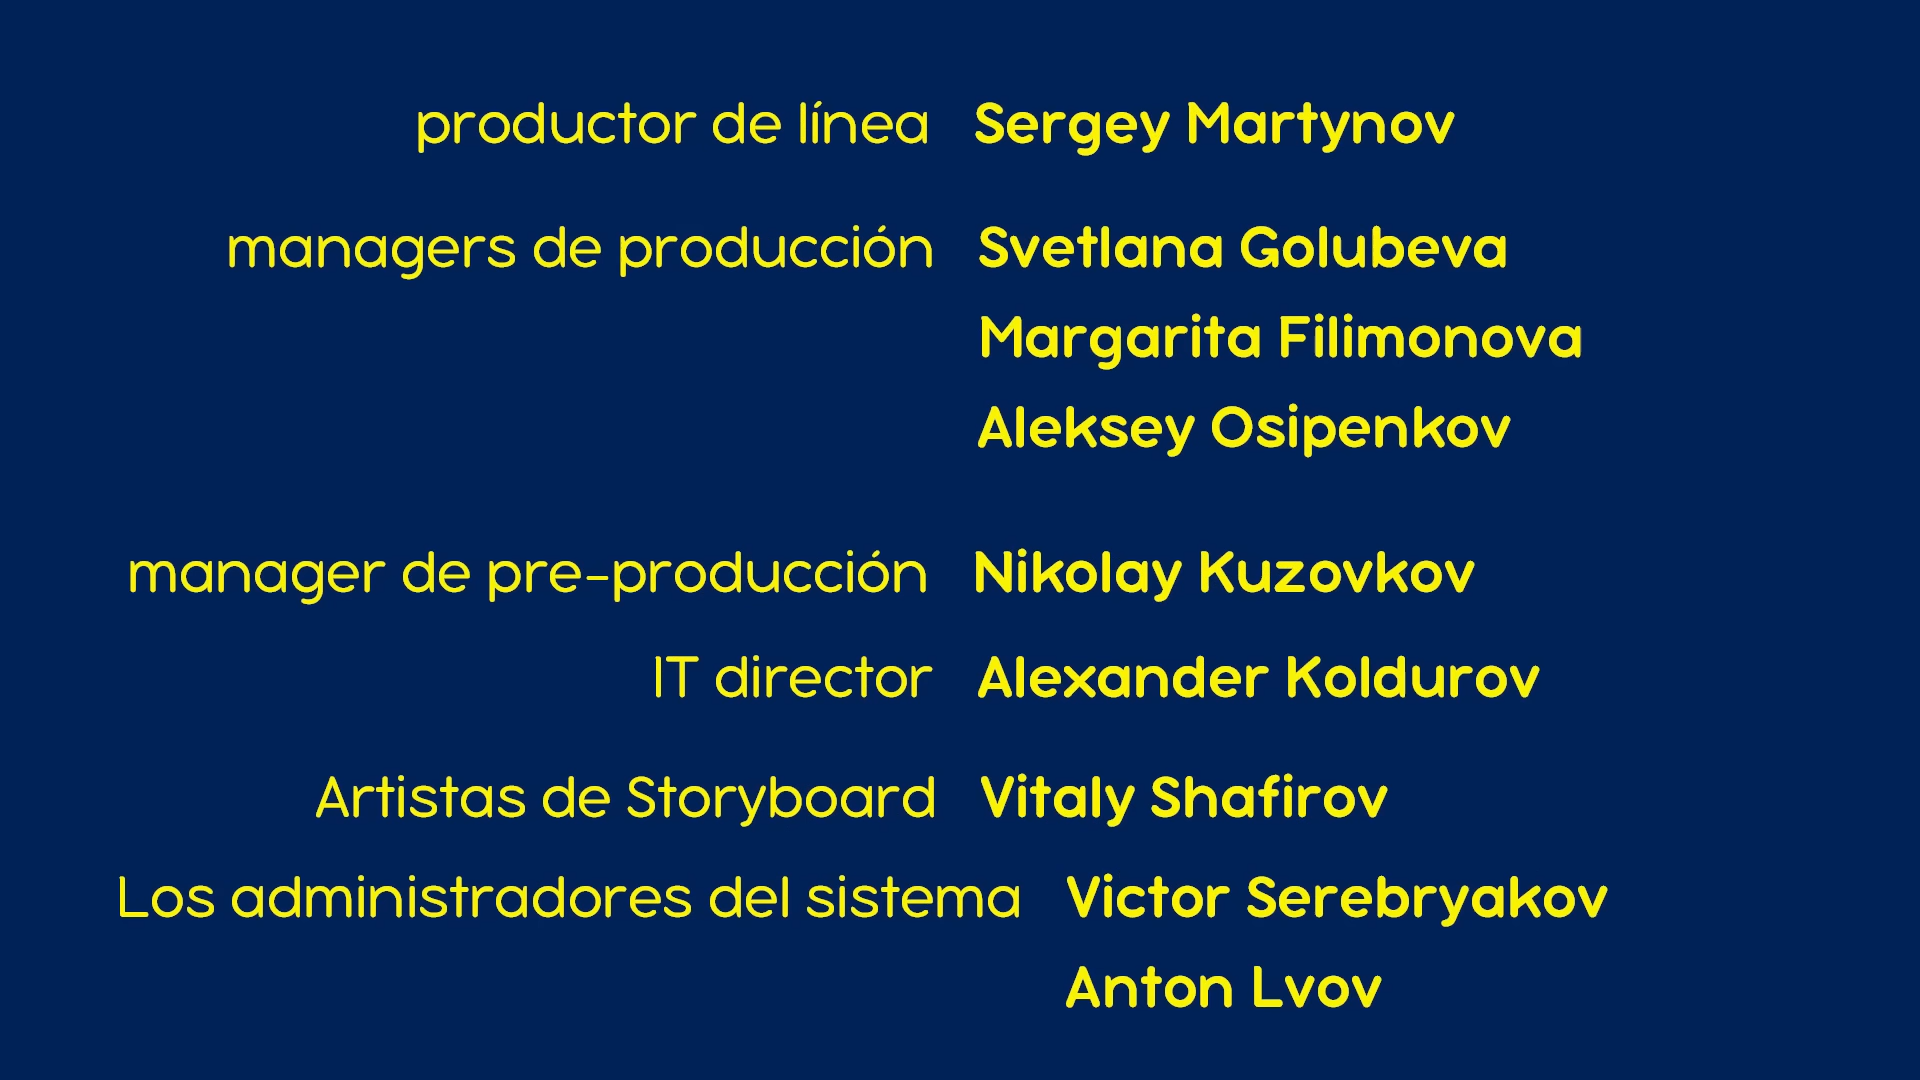 productor de línea Sergey Martynov
managers de producción Svetlana Golubeva
Margarita Filimonova
Aleksey Osipenkov
manager de pre-producción Nikolay Kuzovkov
IT director Alexander Koldurov
Artistas de Storyboard Vitaly Shafirov
Los administradores del sistema Victor Serebryakov
Anton Lvov